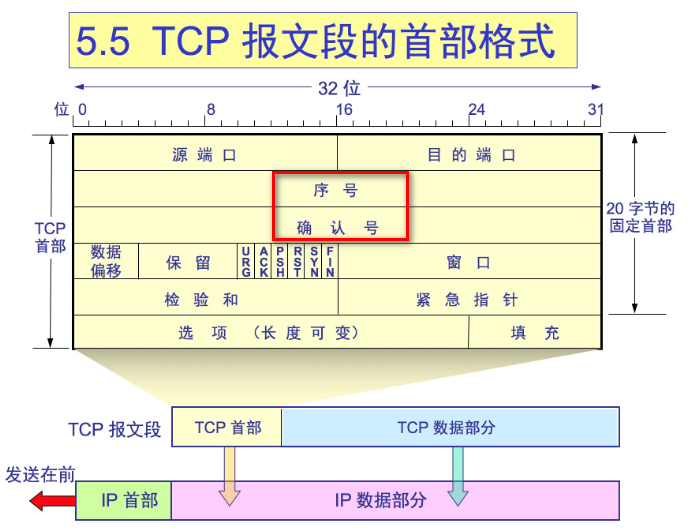 5.5 TCP 报文段的首部格式
32 位
位 0 8 16 24 31
源 端 口 目 的 端 口
序 号
确 认 号
TCP
首部
20 字节的
固定首部
数据
偏移
保 留
URG
ACK
PSH
RST
SYN
FIN
窗 口
检 验 和 紧 急 指 针
选 项 (长 度 可 变) 填 充
TCP 报文段 TCP 首部 TCP 数据部分
发送在前
IP 首部 IP 数据部分